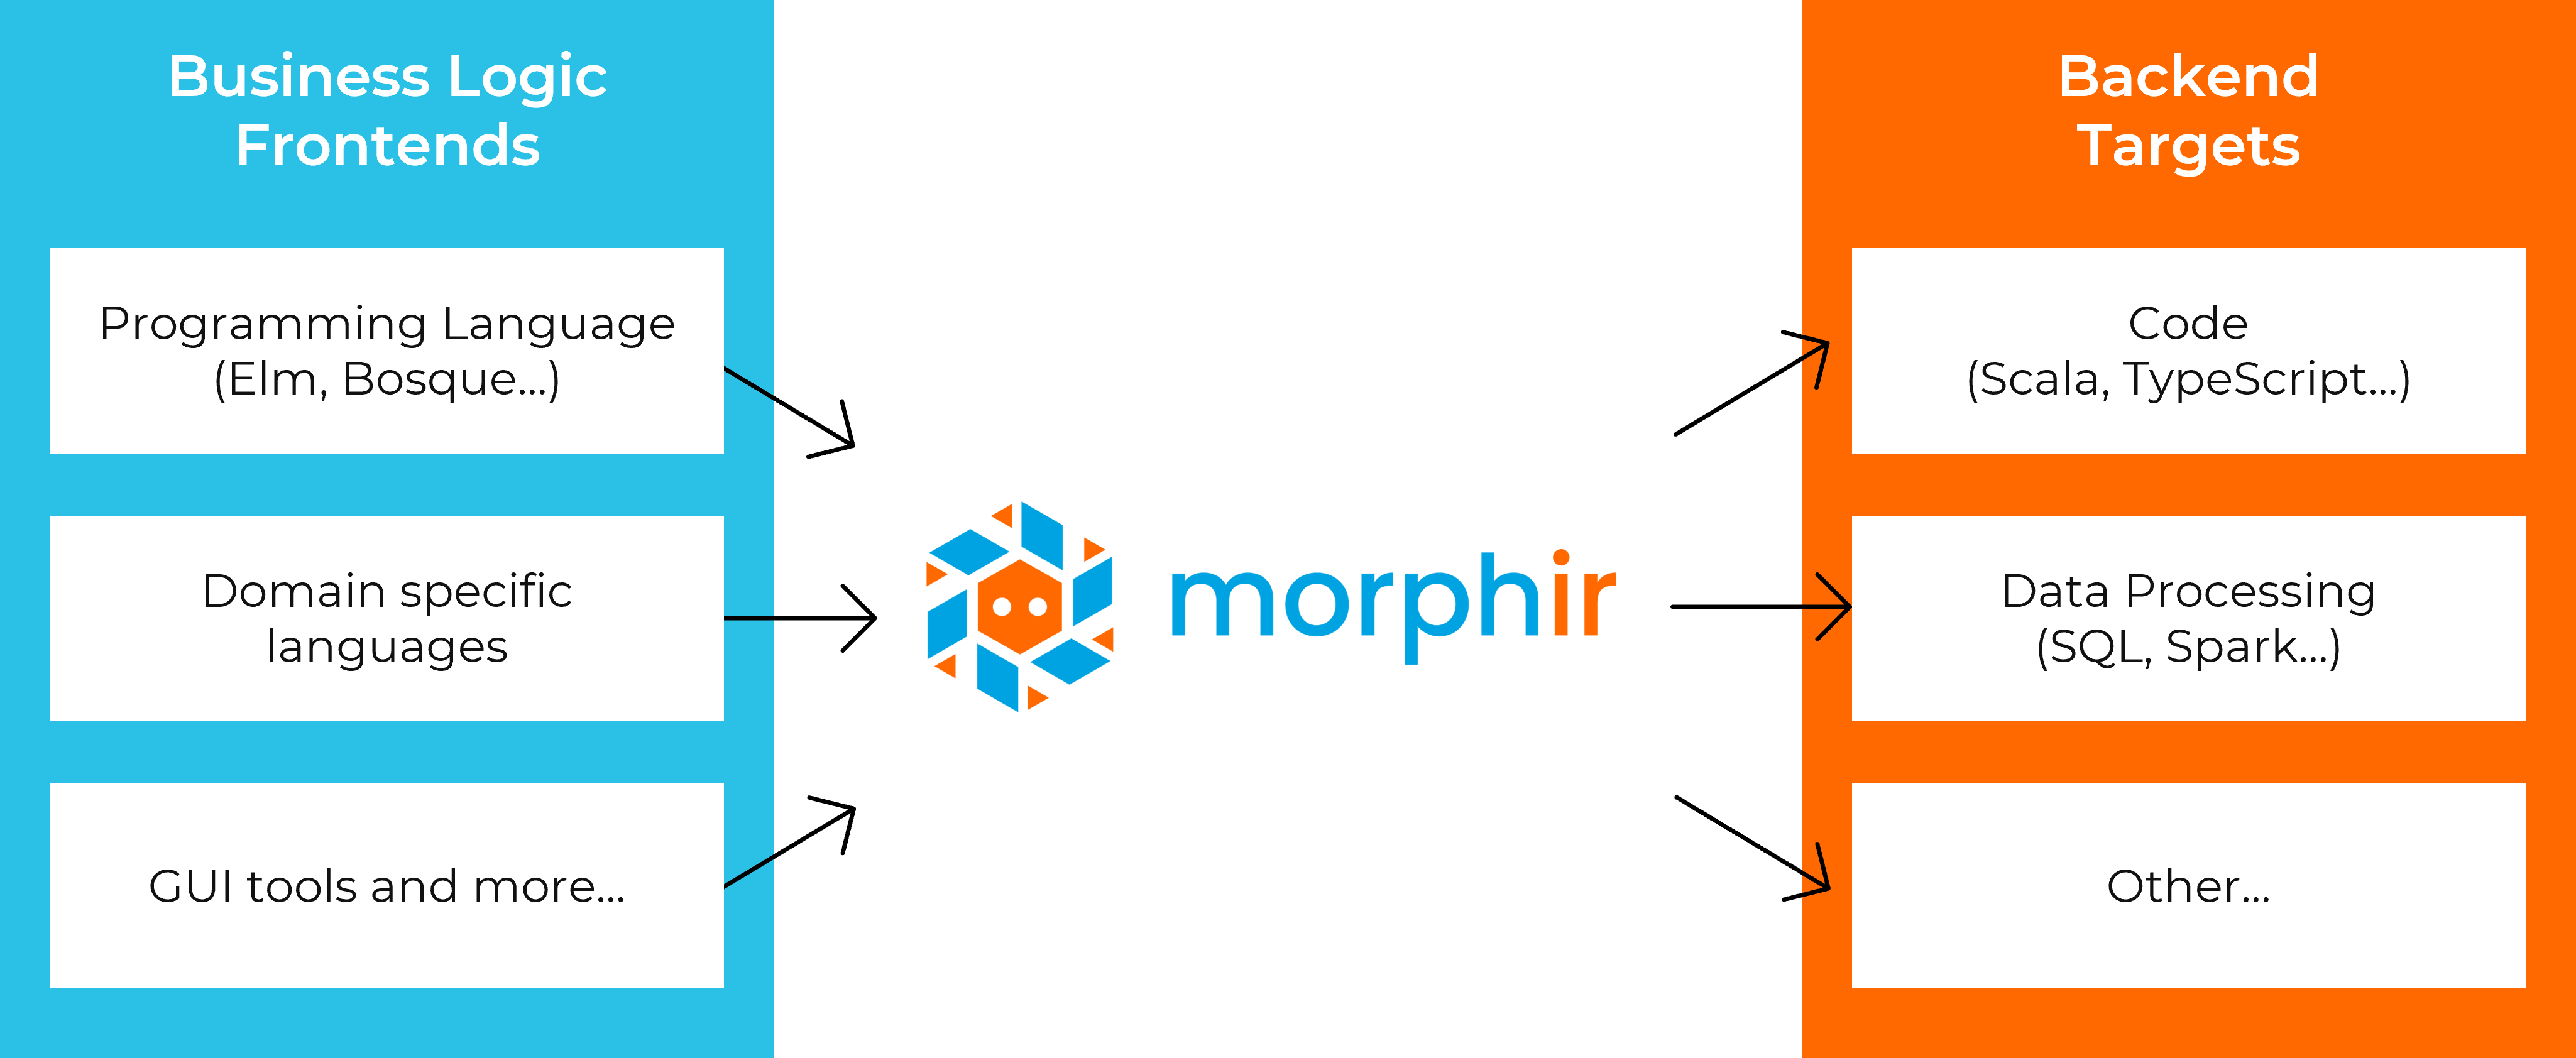 Business Logic
Frontends
Programming Language
(Elm, Bosque...)
Domain specific
languages
GUI tools and more...
morphir
Backend
Targets
Code
(Scala, TypeScript...)
Data Processing
(SQL, Spark...)
Other...